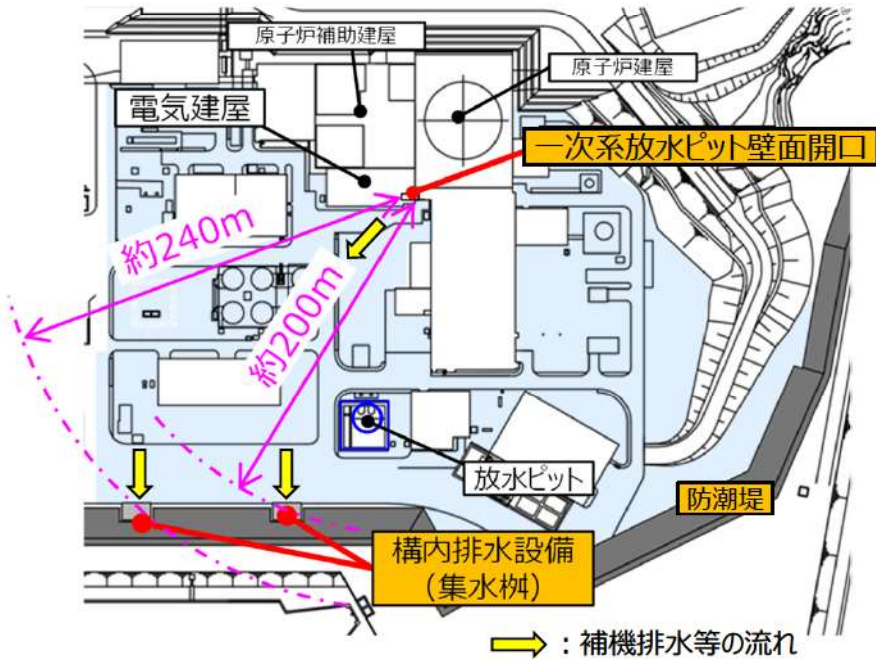 原子炉補助建屋
原子炉建屋
電気建屋
一次系放水ピット壁面開口
約240m
約200m
放水ピット
防潮堤
構内排水設備
(集水桝)
：補機排水等の流れ